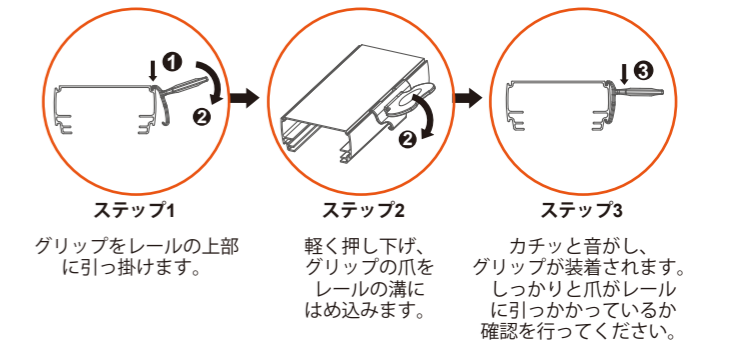 ❶
❷
❷
❸
ステップ1
グリップをレールの上部
に引っ掛けます。
ステップ2
軽く押し下げ、
グリップの爪を
レールの溝に
はめ込みます。
ステップ3
カチッと音がし、
グリップが装着されます。
しっかりと爪がレール
に引っかかっているか
確認を行ってください。